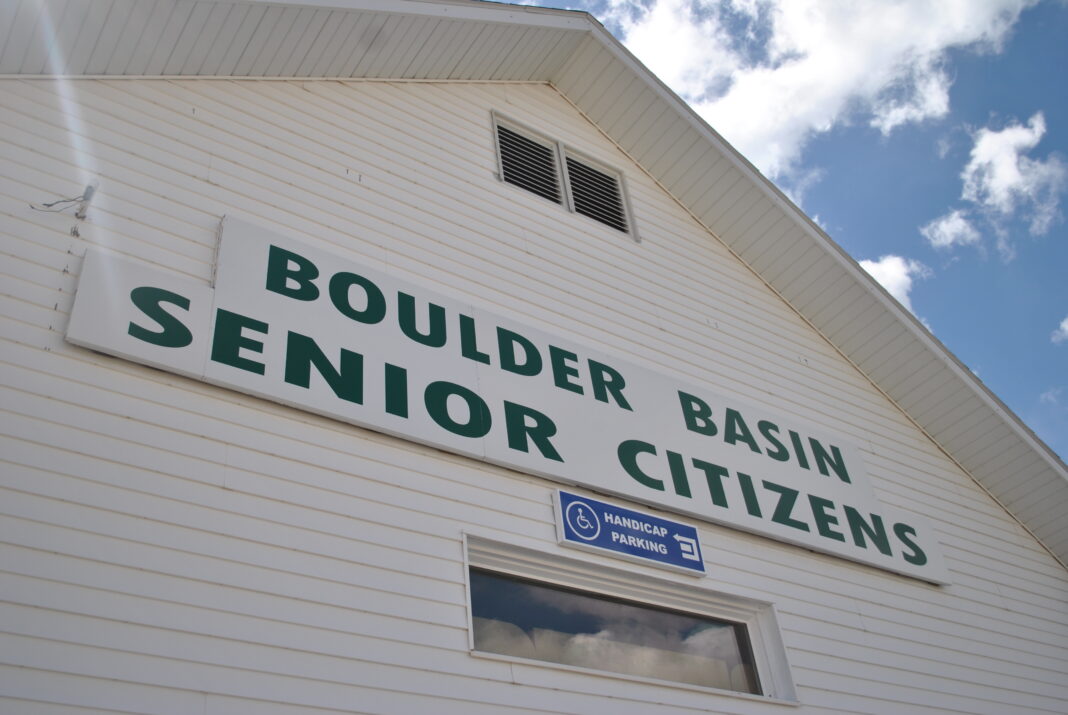 BOULDER BASIN
SENIOR CITIZENS
HANDICAP
PARKING